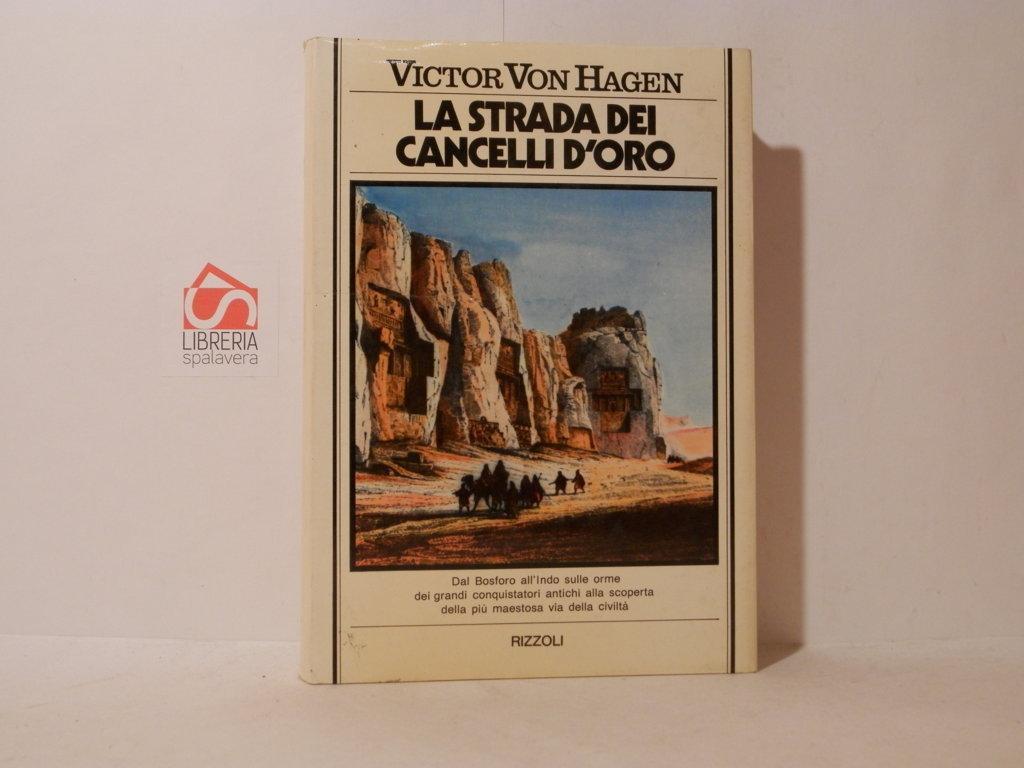 VICTOR VON HAGEN
LA STRADA DEI
CANCELLI D'ORO
LIBRERIA
spalavera
Dal Bosforo all'Indo sulle orme
dei grandi conquistatori antichi alla scoperta
della più maestosa via della civiltà
RIZZOLI